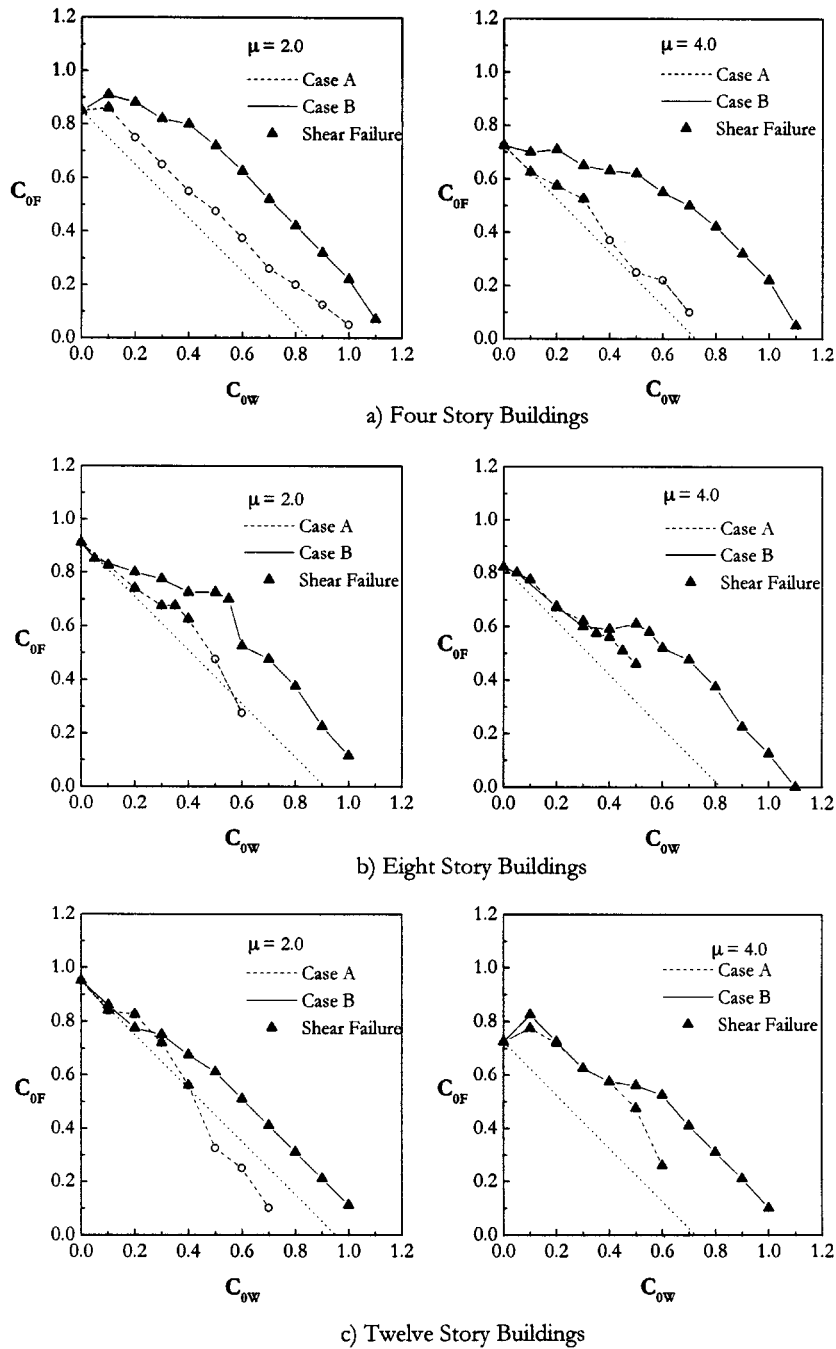 1.2
1.0
0.8
0.6
0.4
0.2
0.0
C0F
μ = 2.0
Case A
Case B
Shear Failure
0.0 0.2 0.4 0.6 0.8 1.0 1.2
C0W
1.2
1.0
0.8
0.6
0.4
0.2
0.0
C0F
μ = 4.0
Case A
Case B
Shear Failure
0.0 0.2 0.4 0.6 0.8 1.0 1.2
C0W
a) Four Story Buildings
1.2
1.0
0.8
0.6
0.4
0.2
0.0
C0F
μ = 2.0
Case A
Case B
Shear Failure
0.0 0.2 0.4 0.6 0.8 1.0 1.2
C0W
1.2
1.0
0.8
0.6
0.4
0.2
0.0
C0F
μ = 4.0
Case A
Case B
Shear Failure
0.0 0.2 0.4 0.6 0.8 1.0 1.2
C0W
b) Eight Story Buildings
1.2
1.0
0.8
0.6
0.4
0.2
0.0
C0F
μ = 2.0
Case A
Case B
Shear Failure
0.0 0.2 0.4 0.6 0.8 1.0 1.2
C0W
1.2
1.0
0.8
0.6
0.4
0.2
0.0
C0F
μ = 4.0
Case A
Case B
Shear Failure
0.0 0.2 0.4 0.6 0.8 1.0 1.2
C0W
c) Twelve Story Buildings